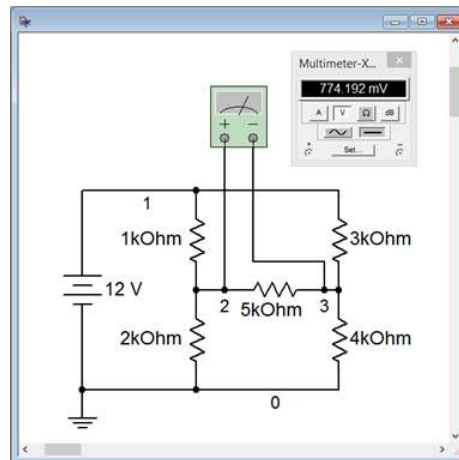 Multimeter-X...
774.192 mV
A V Ω dB
+ −
Set...
+ −
1
1kOhm 3kOhm
12 V
2 5kOhm 3
2kOhm 4kOhm
0